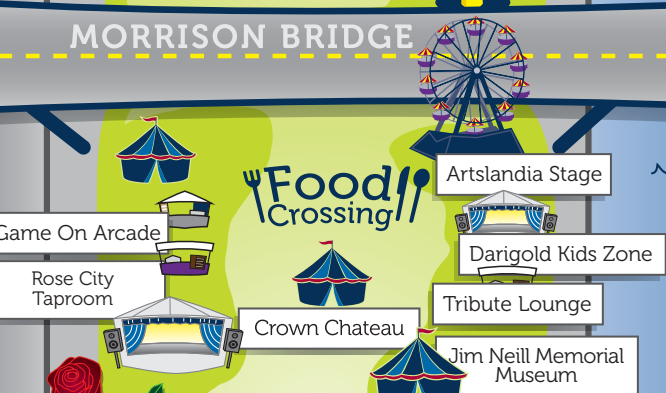 MORRISON BRIDGE
Food
Crossing
Artslandia Stage
Game On Arcade
Darigold Kids Zone
Rose City
Taproom
Tribute Lounge
Crown Chateau
Jim Neill Memorial
Museum